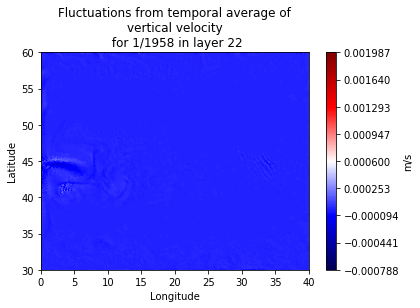 Fluctuations from temporal average of
vertical velocity
for 1/1958 in layer 22
60
55
50
45
40
35
30
Latitude
0 5 10 15 20 25 30 35 40
Longitude
0.001987
0.001640
0.001293
0.000947
0.000600
0.000253
−0.000094
−0.000441
−0.000788
m/s